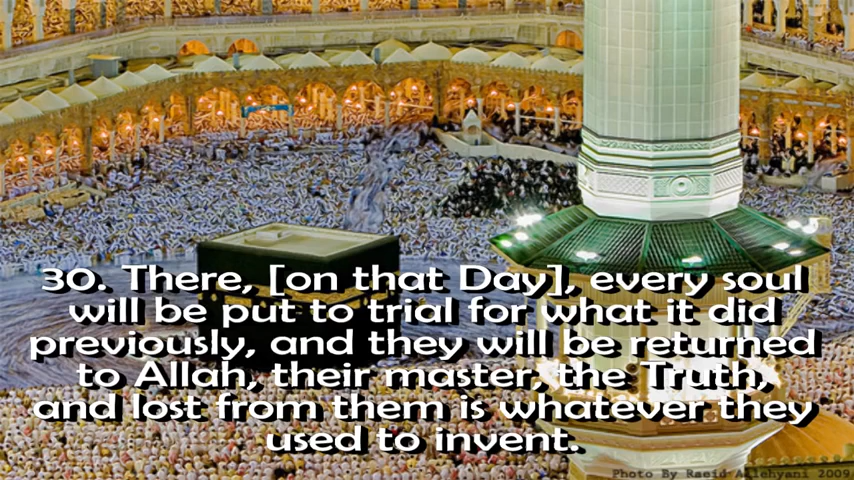 30. There, [on that Day], every soul
will be put to trial for what it did
previously, and they will be returned
to Allah, their master, the Truth,
and lost from them is whatever they
used to invent.
Photo By Raeid Allehyani 2009